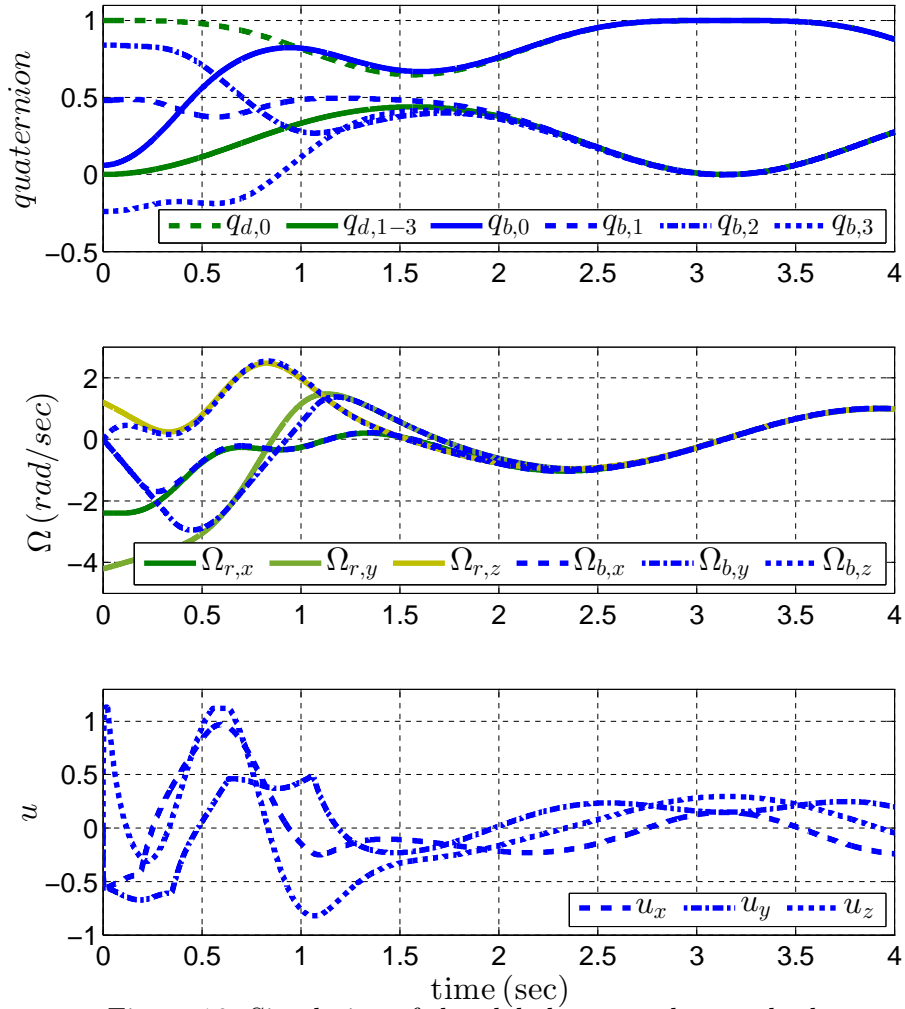 quaternion
1
0.5
0
−0.5
q_{d,0} q_{d,1−3} q_{b,0} q_{b,1} q_{b,2} q_{b,3}
0 0.5 1 1.5 2 2.5 3 3.5 4
Ω (rad/sec)
2
0
−2
−4
Ω_{r,x} Ω_{r,y} Ω_{r,z} Ω_{b,x} Ω_{b,y} Ω_{b,z}
0 0.5 1 1.5 2 2.5 3 3.5 4
u
1
0.5
0
−0.5
−1
u_x u_y u_z
0 0.5 1 1.5 2 2.5 3 3.5 4
time (sec)
Simulation of the